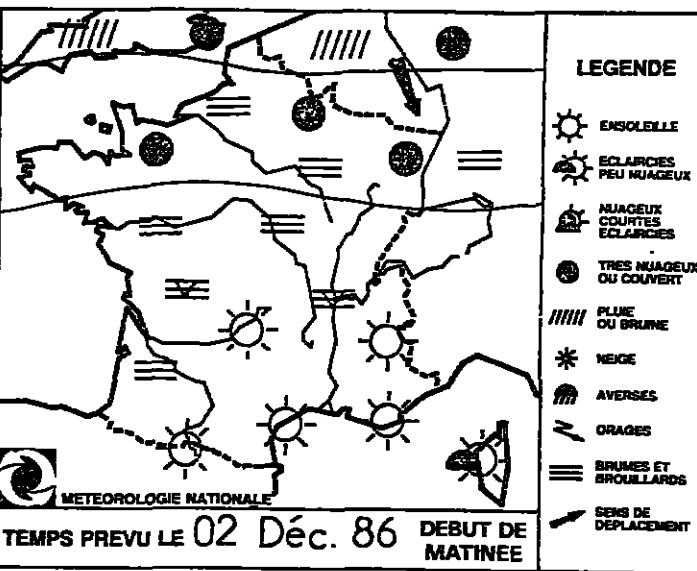 LEGENDE
ENSOLEILLE
ECLAIRCIES
PEU NUAGEUX
NUAGEUX
COURTES
ECLAIRCIES
TRES NUAGEUX
OU COUVERT
PLUIE
OU BRUINE
NEIGE
AVERSES
ORAGES
BRUMES ET
BROUILLARDS
SENS DE
DEPLACEMENT
METEOROLOGIE NATIONALE
TEMPS PREVU LE 02 Déc. 86 DEBUT DE
MATINEE